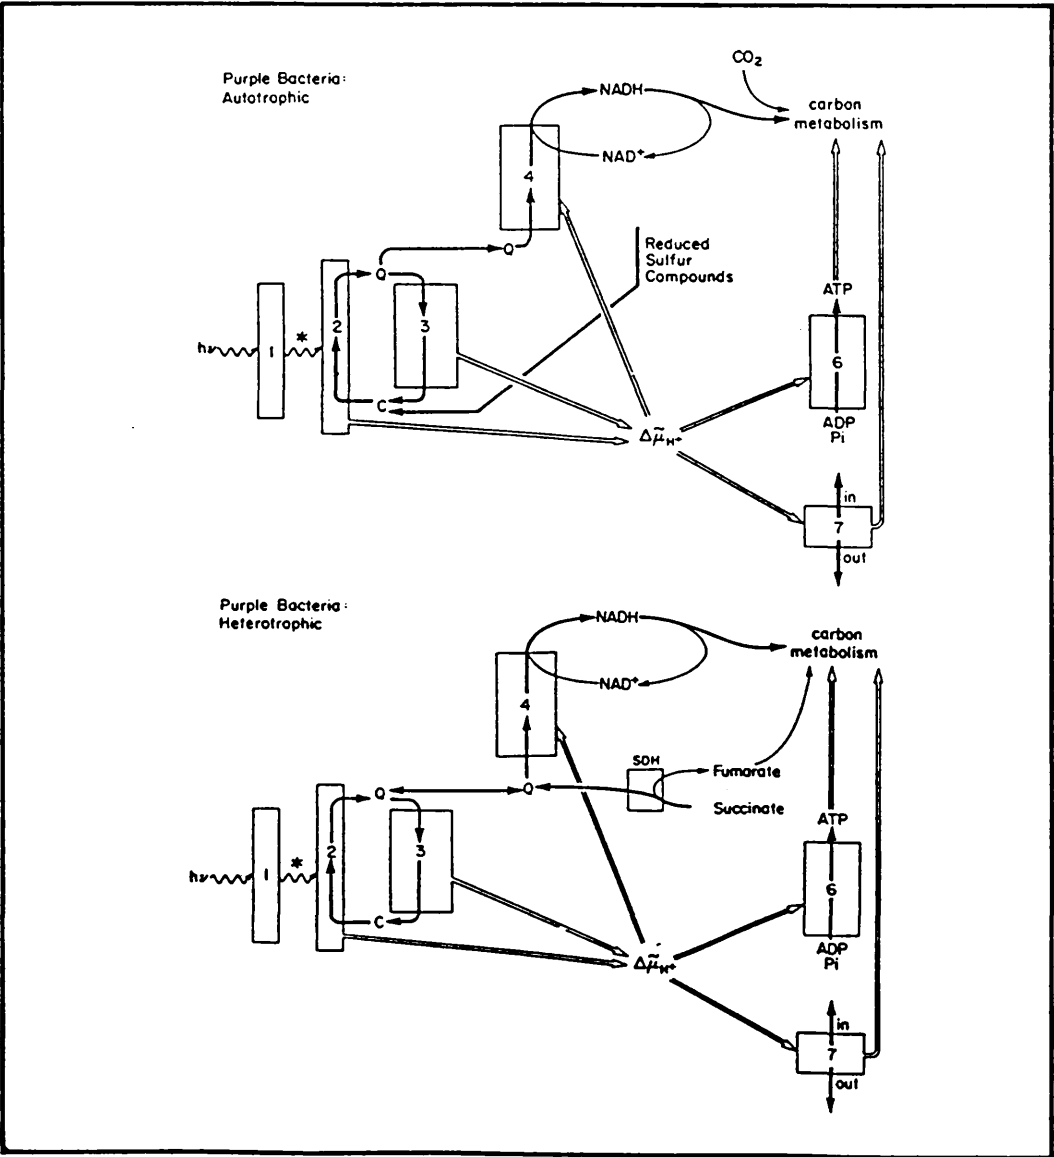 Purple Bacteria:
Autotrophic
CO₂
NADH
carbon
metabolism
NAD⁺
4
Q
Reduced
Sulfur
Compounds
Q
hν
1
*
2
3
C
ATP
6
ADP
Pi
Δμ̃H⁺
in
7
out
Purple Bacteria:
Heterotrophic
NADH
carbon
metabolism
NAD⁺
4
SDH
Fumarate
Succinate
Q
Q
hν
1
*
2
3
C
ATP
6
ADP
Pi
Δμ̃H⁺
in
7
out